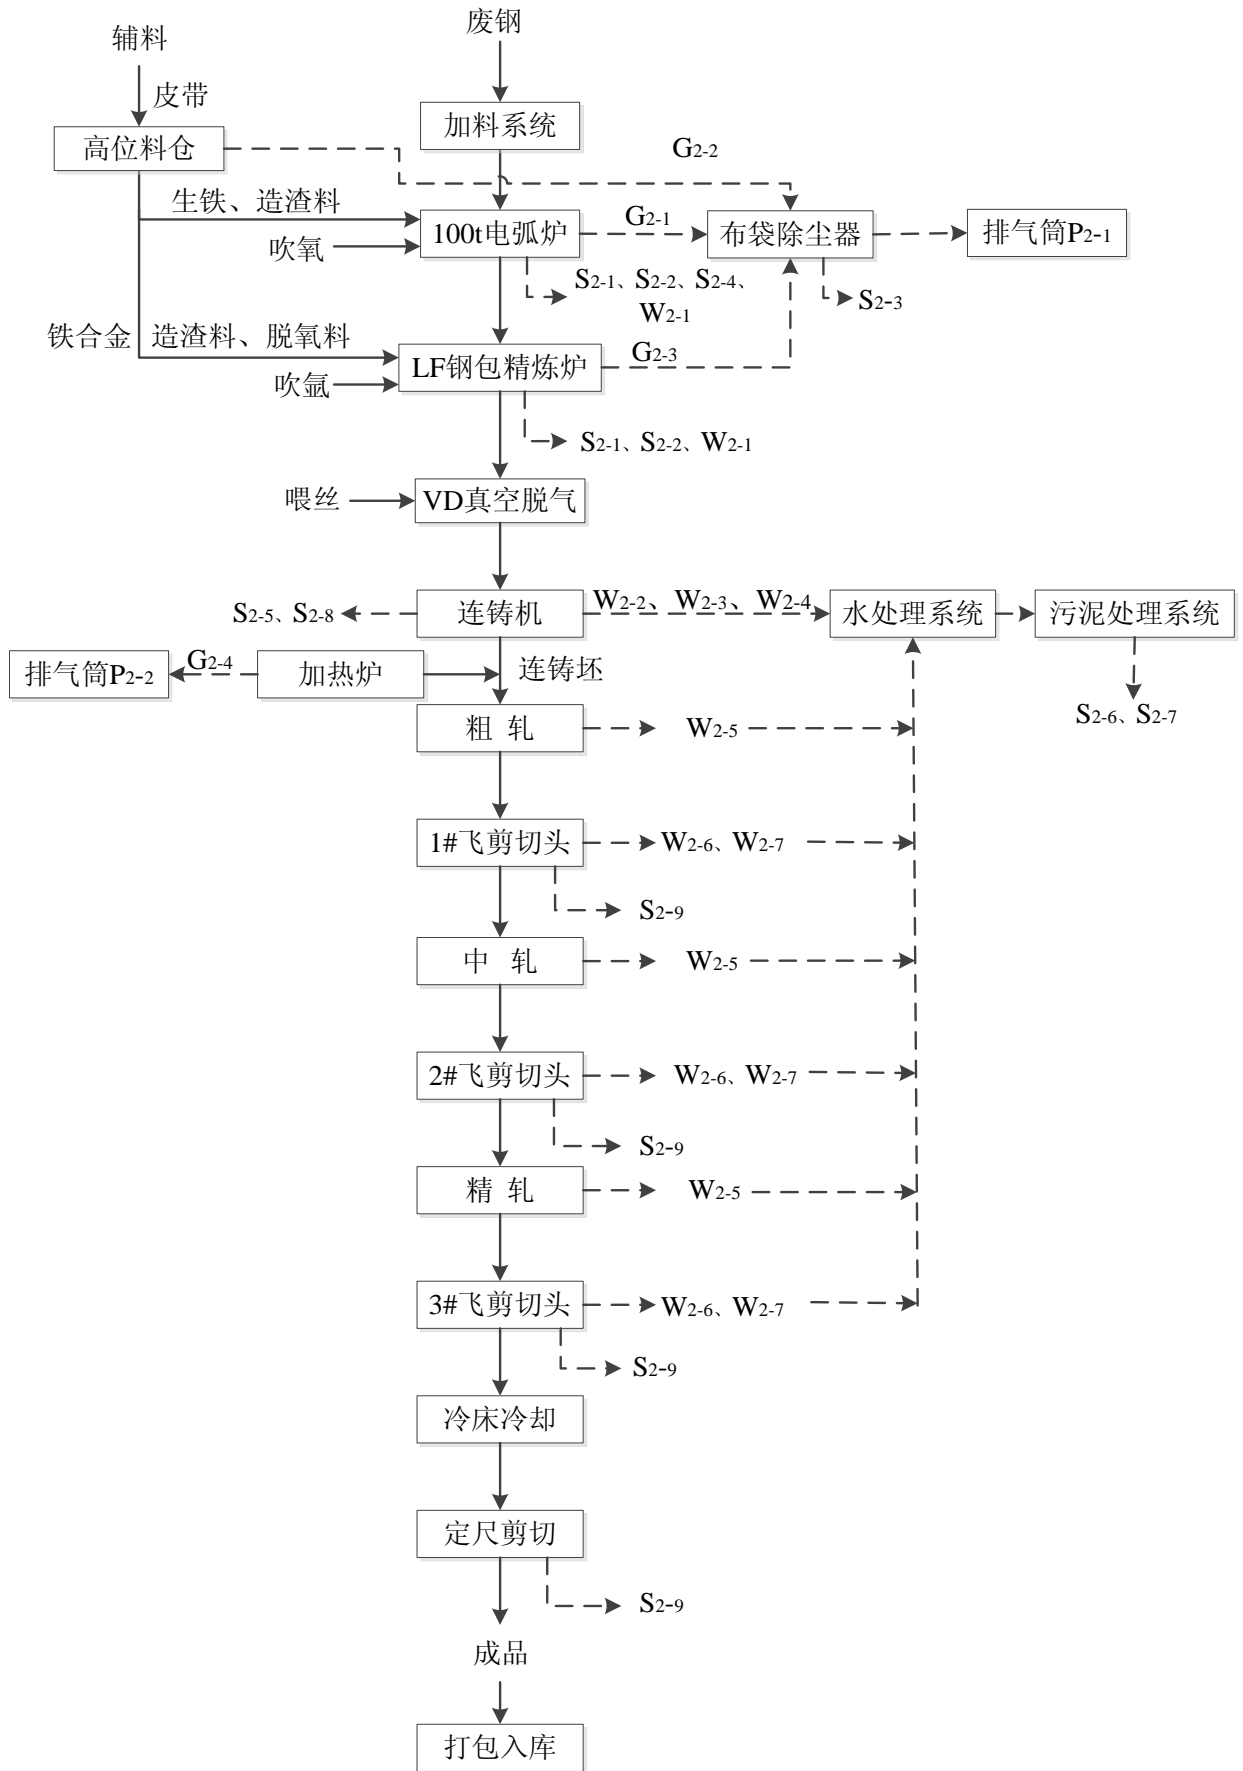 废钢
辅料
皮带
加料系统
高位料仓
G2-2
生铁、造渣料
100t电弧炉
G2-1
布袋除尘器
排气筒P2-1
吹氧
S2-1、S2-2、S2-4、
W2-1
S2-3
铁合金
造渣料、脱氧料
LF钢包精炼炉
G2-3
吹氩
S2-1、S2-2、W2-1
喂丝
VD真空脱气
S2-5、S2-8
连铸机
W2-2、W2-3、W2-4
水处理系统
污泥处理系统
排气筒P2-2
G2-4
加热炉
连铸坯
S2-6、S2-7
粗 轧
W2-5
1#飞剪切头
W2-6、W2-7
S2-9
中 轧
W2-5
2#飞剪切头
W2-6、W2-7
S2-9
精 轧
W2-5
3#飞剪切头
W2-6、W2-7
S2-9
冷床冷却
定尺剪切
S2-9
成品
打包入库